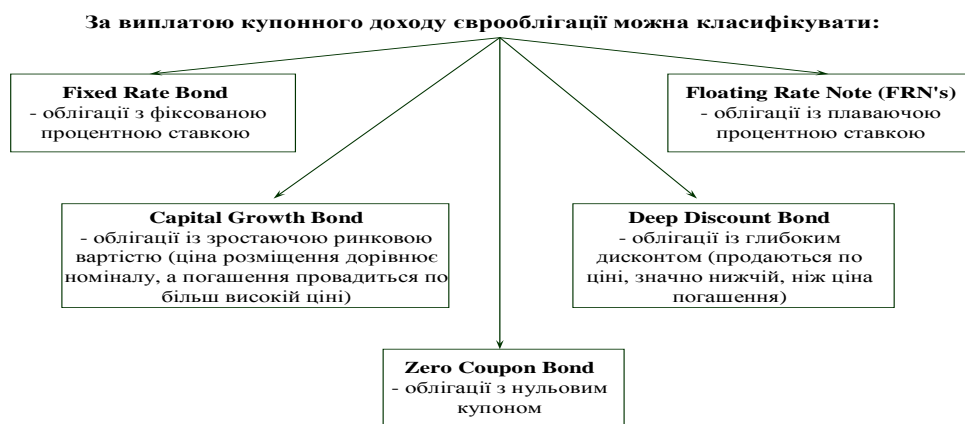 За виплатою купонного доходу єврооблігації можна класифікувати:
Fixed Rate Bond
- облігації з фіксованою
процентною ставкою
Floating Rate Note (FRN's)
- облігації із плаваючою
процентною ставкою
Capital Growth Bond
- облігації із зростаючою ринковою
вартістю (ціна розміщення дорівнює
номіналу, а погашення провадиться по
більш високій ціні)
Deep Discount Bond
- облігації із глибоким
дисконтом (продаються по
ціні, значно нижчій, ніж ціна
погашення)
Zero Coupon Bond
- облігації з нульовим
купоном